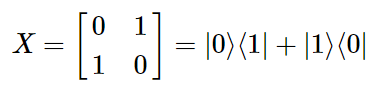 X = [0 1; 1 0] = |0⟩⟨1| + |1⟩⟨0|